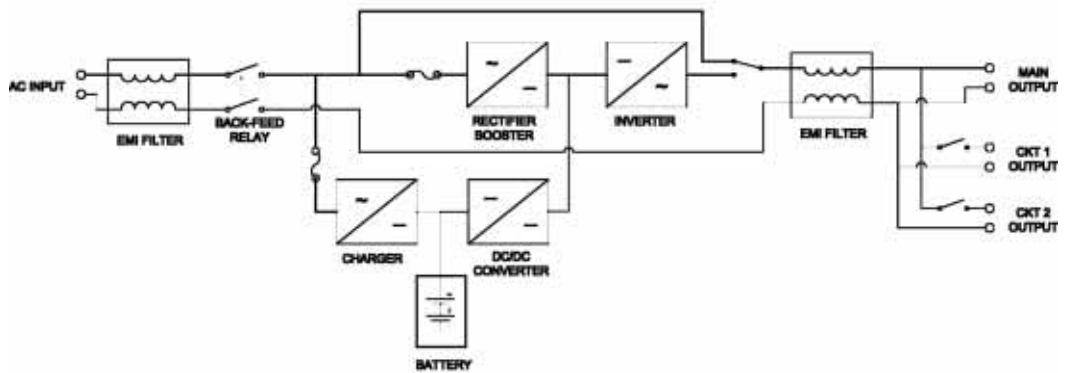 AC INPUT
EMI FILTER
BACK-FEED
RELAY
RECTIFIER
BOOSTER
INVERTER
EMI FILTER
MAIN
OUTPUT
CKT 1
OUTPUT
CKT 2
OUTPUT
CHARGER
DC/DC
CONVERTER
BATTERY